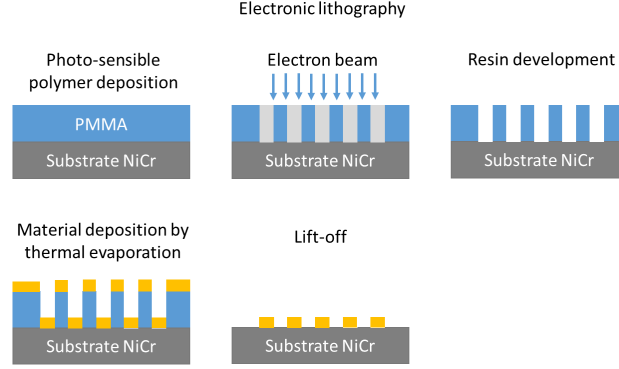 Electronic lithography
Photo-sensible
polymer deposition
Electron beam
Resin development
PMMA
Substrate NiCr
Substrate NiCr
Substrate NiCr
Material deposition by
thermal evaporation
Lift-off
Substrate NiCr
Substrate NiCr